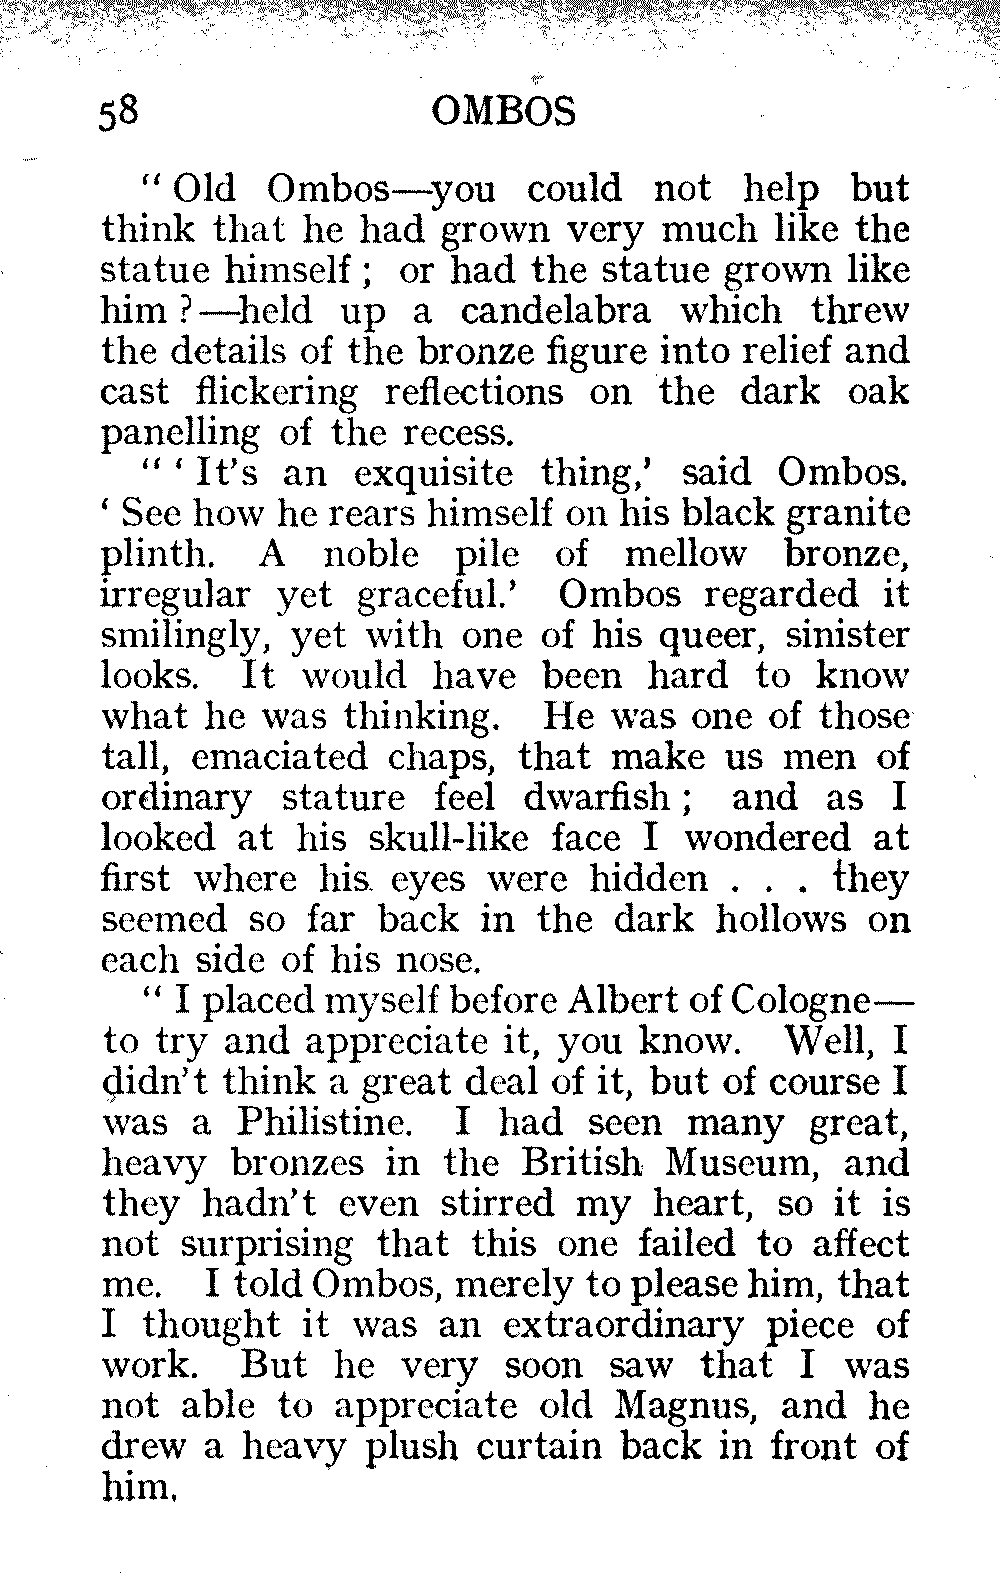 58 OMBOS
“ Old Ombos—you could not help but
think that he had grown very much like the
statue himself ; or had the statue grown like
him ?—held up a candelabra which threw
the details of the bronze figure into relief and
cast flickering reflections on the dark oak
panelling of the recess.
“ ‘ It’s an exquisite thing,’ said Ombos.
‘ See how he rears himself on his black granite
plinth. A noble pile of mellow bronze,
irregular yet graceful.’ Ombos regarded it
smilingly, yet with one of his queer, sinister
looks. It would have been hard to know
what he was thinking. He was one of those
tall, emaciated chaps, that make us men of
ordinary stature feel dwarfish ; and as I
looked at his skull-like face I wondered at
first where his eyes were hidden . . . they
seemed so far back in the dark hollows on
each side of his nose.
“ I placed myself before Albert of Cologne—
to try and appreciate it, you know. Well, I
didn’t think a great deal of it, but of course I
was a Philistine. I had seen many great,
heavy bronzes in the British Museum, and
they hadn’t even stirred my heart, so it is
not surprising that this one failed to affect
me. I told Ombos, merely to please him, that
I thought it was an extraordinary piece of
work. But he very soon saw that I was
not able to appreciate old Magnus, and he
drew a heavy plush curtain back in front of
him.